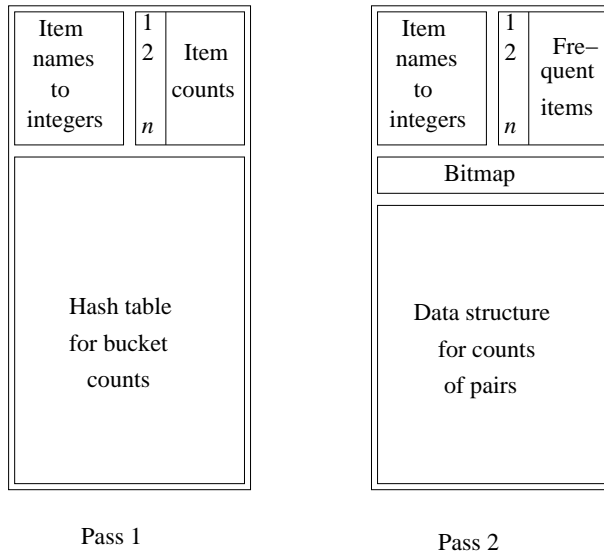 Item
names
to
integers
1
2
n
Item
counts
Hash table
for bucket
counts
Pass 1
Item
names
to
integers
1
2
n
Fre–
quent
items
Bitmap
Data structure
for counts
of pairs
Pass 2